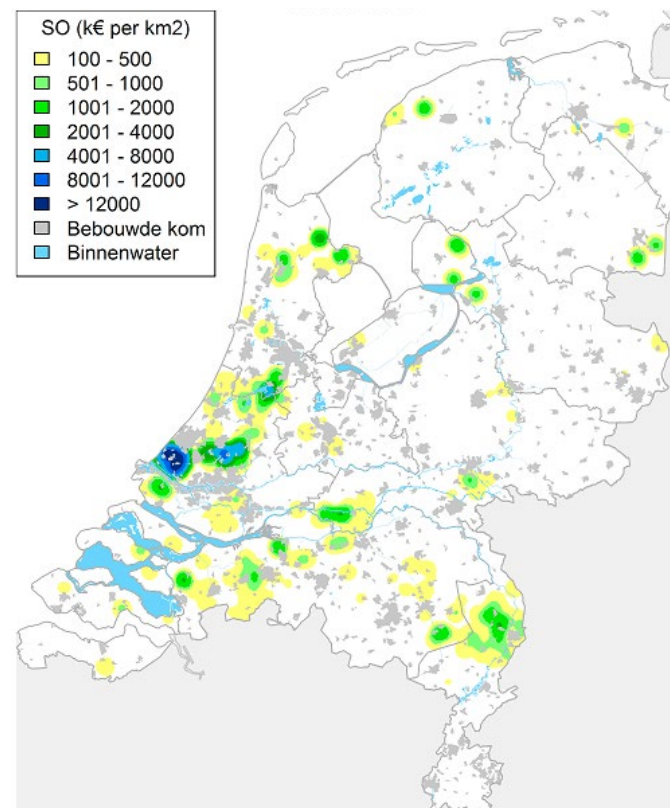 SO (k€ per km2)
100 - 500
501 - 1000
1001 - 2000
2001 - 4000
4001 - 8000
8001 - 12000
> 12000
Bebouwde kom
Binnenwater